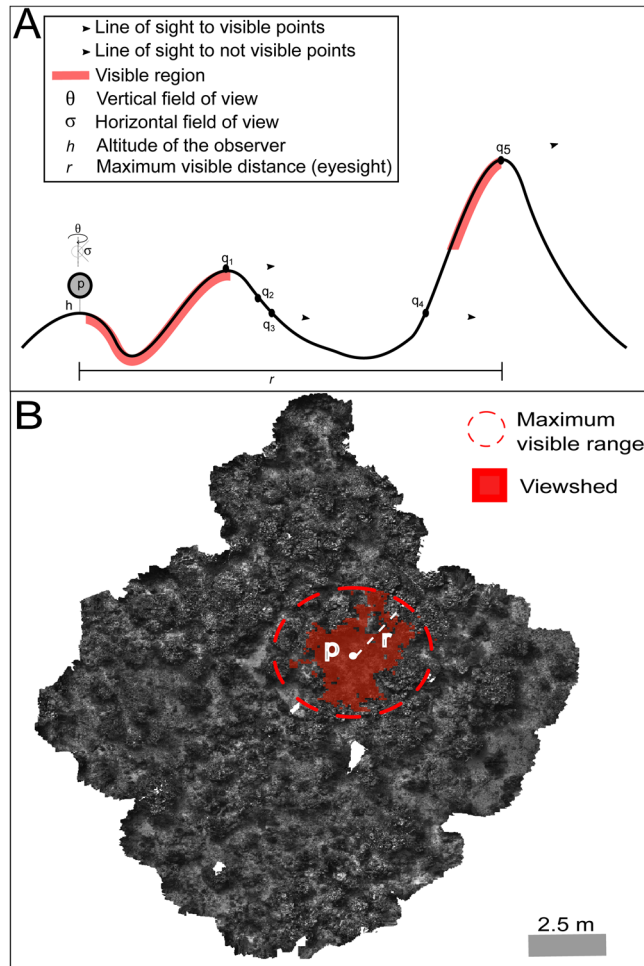 A
Line of sight to visible points
Line of sight to not visible points
Visible region
θ Vertical field of view
σ Horizontal field of view
h Altitude of the observer
r Maximum visible distance (eyesight)
q5
θ
σ
q1
p
q2
h
q3
q4
r
B
Maximum
visible range
Viewshed
p
r
2.5 m